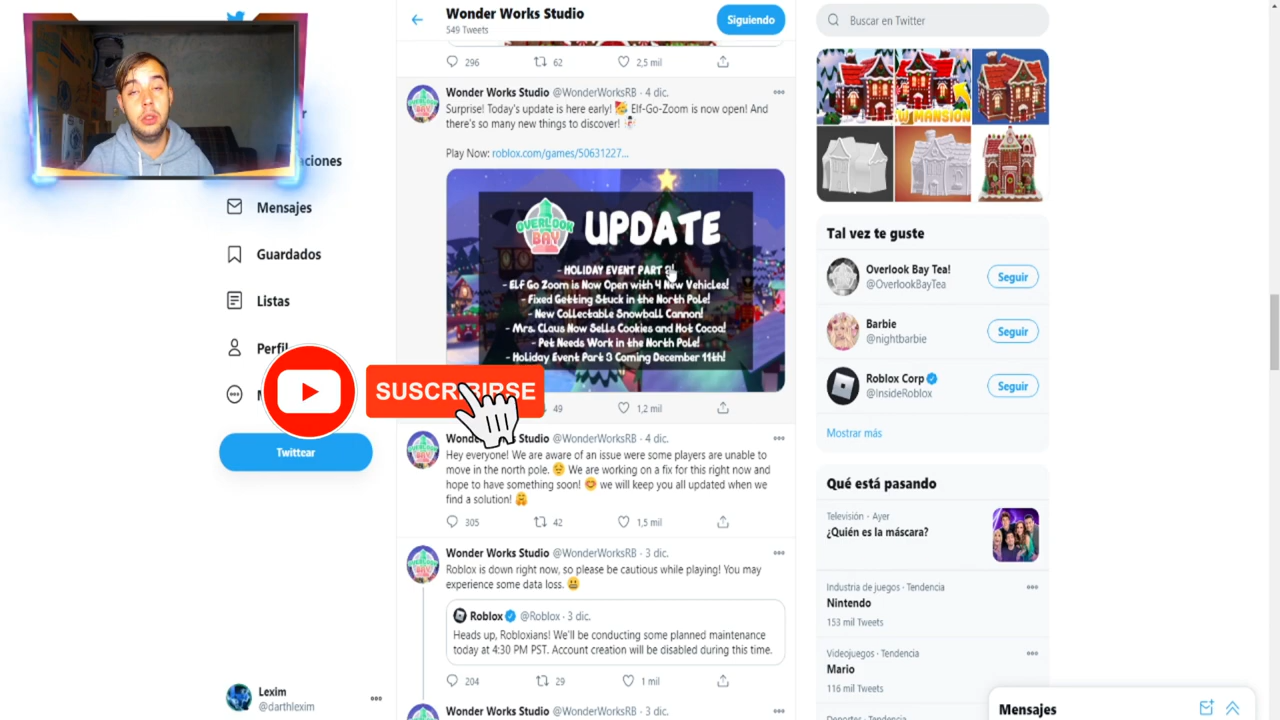 Wonder Works Studio
549 Tweets
Siguiendo
Buscar en Twitter
296 62 2,5 mil
Wonder Works Studio @WonderWorksRB · 4 dic.
Surprise! Today's update is here early! Elf-Go-Zoom is now open! And
there's so many new things to discover!
Play Now: roblox.com/games/50631227...
OVERLOOK
BAY
UPDATE
- HOLIDAY EVENT PART
- Elf Go Zoom is Now Open with 4 New Vehicles!
- Fixed Getting Stuck in the North Pole!
- New Collectable Snowball Cannon!
- Mrs. Claus Now Sells Cookies and Hot Cocoa!
- Pet Needs Work in the North Pole!
- Holiday Event Part 3 Coming December 11th!
49 1,2 mil
Mensajes
Guardados
Listas
Perfil
SUSCRIBIRSE
Twittear
Studio @WonderWorksRB · 4 dic.
Hey everyone! We are aware of an issue were some players are unable to
move in the north pole. We are working on a fix for this right now and
hope to have something soon! we will keep you all updated when we
find a solution!
305 42 1,5 mil
Wonder Works Studio @WonderWorksRB · 3 dic.
Roblox is down right now, so please be cautious while playing! You may
experience some data loss.
Roblox @Roblox · 3 dic.
Heads up, Robloxians! We'll be conducting some planned maintenance
today at 4:30 PM PST. Account creation will be disabled during this time.
204 29 1 mil
Wonder Works Studio @WonderWorksRB · 3 dic.
Lexim
@darthlexim
W MANSION
Tal vez te guste
Overlook Bay Tea!
@OverlookBayTea
Seguir
Barbie
@nightbarbie
Seguir
Roblox Corp
@InsideRoblox
Seguir
Mostrar más
Qué está pasando
Televisión · Ayer
¿Quién es la máscara?
Industria de juegos · Tendencia
Nintendo
153 mil Tweets
Videojuegos · Tendencia
Mario
116 mil Tweets
Mensajes